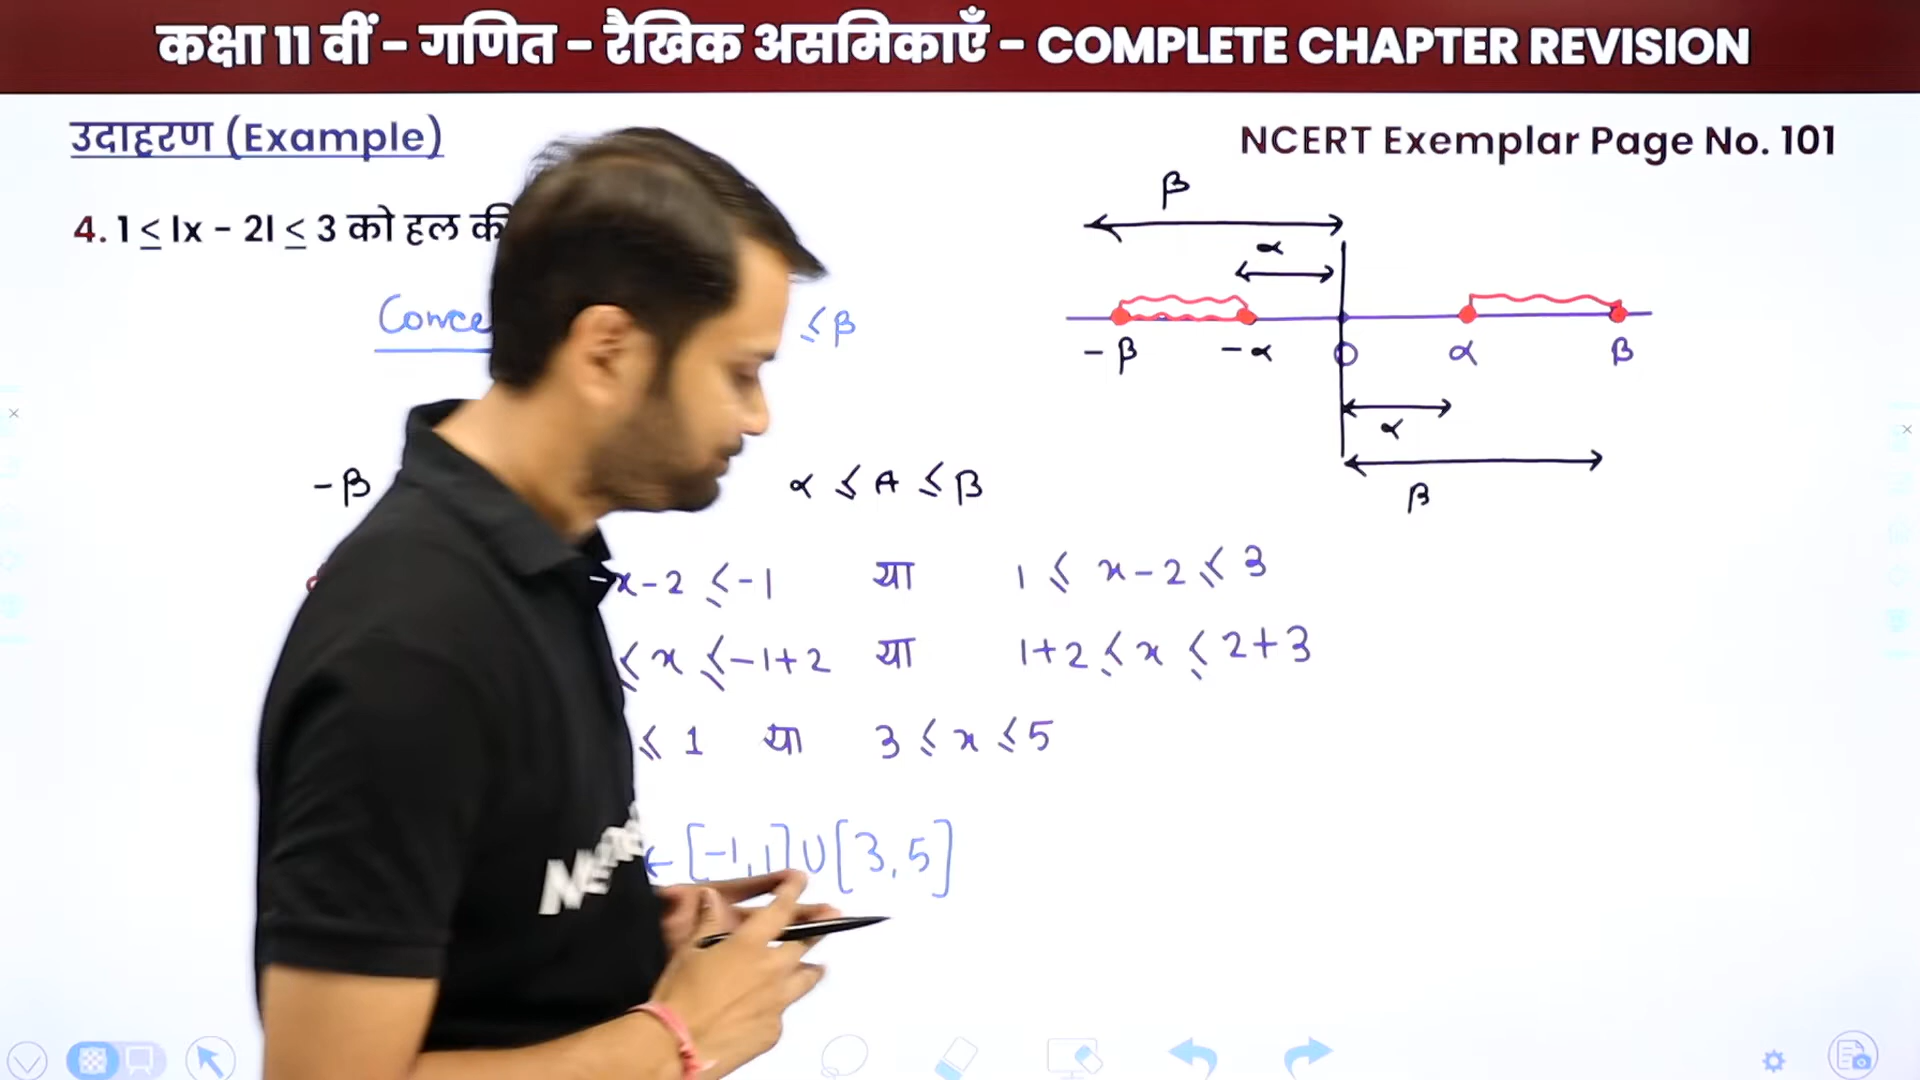 कक्षा 11 वीं – गणित – रैखिक असमिकाएँ – COMPLETE CHAPTER REVISION
उदाहरण (Example)
NCERT Exemplar Page No. 101
4. 1 ≤ |x - 2| ≤ 3 को हल
≤ β
β
α
-β -α O α β
α
β
-β
α ≤ A ≤ β
x-2 ≤ -1 या 1 ≤ x-2 ≤ 3
≤ x ≤ -1+2 या 1+2 ≤ x ≤ 2+3
≤ 1 या 3 ≤ x ≤ 5
[-1,1] ∪ [3,5]